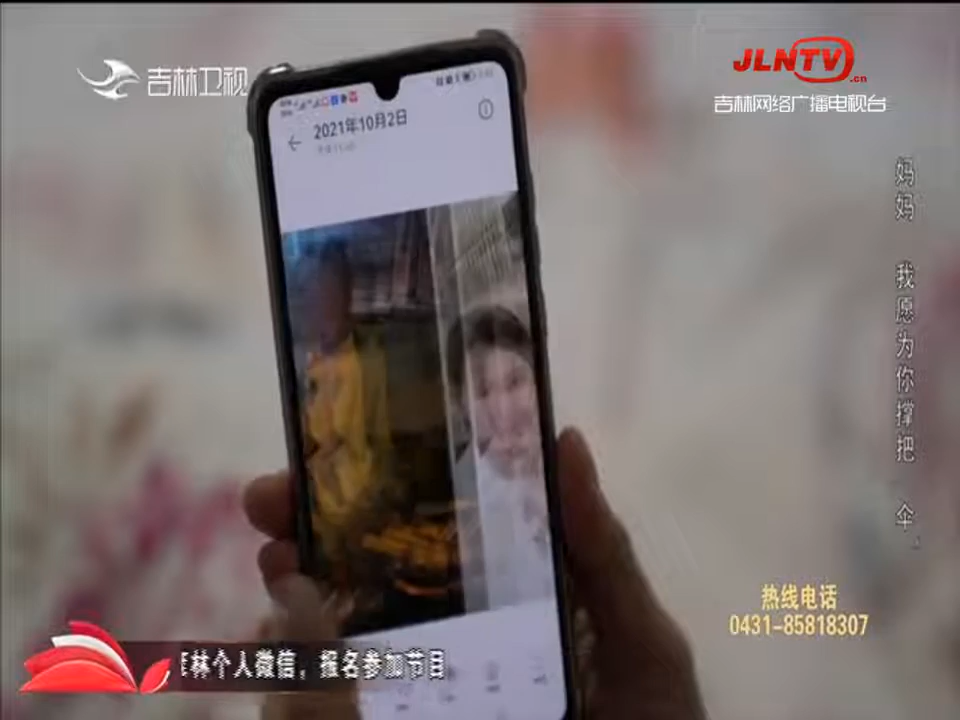 吉林卫视
JLNTV.cn
吉林网络广播电视台
2021年10月2日
妈妈 我愿为你撑把 伞
热线电话
0431-85818307
林个人微信,报名参加节目